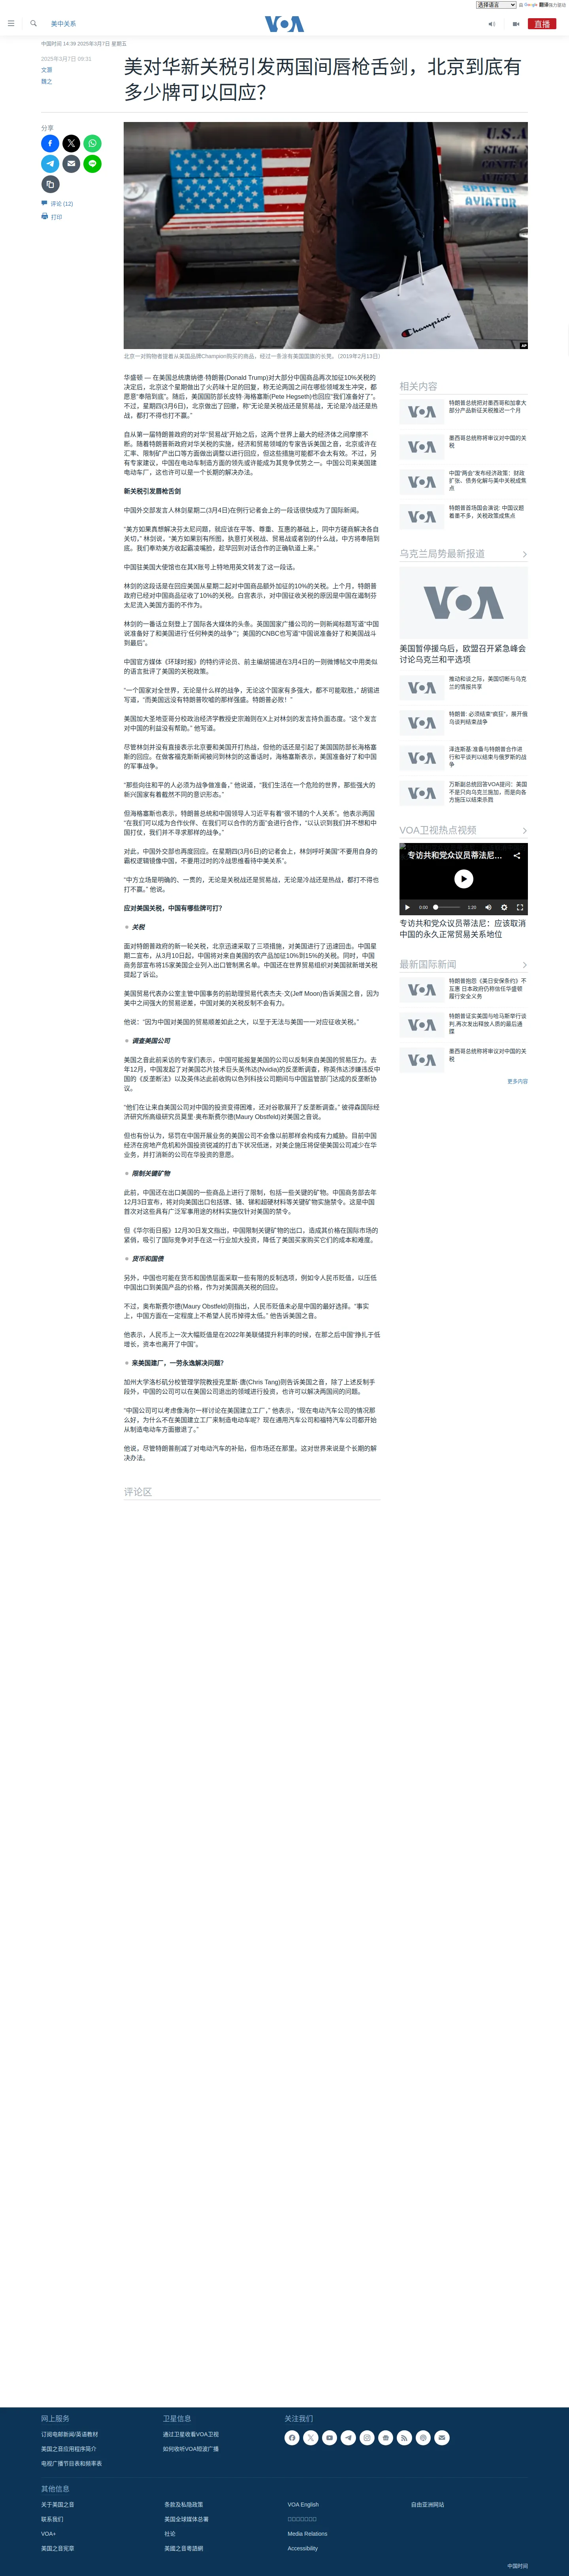 选择语言
由 Google 翻译强力驱动
美中关系
VOA
直播
中国时间 14:39 2025年3月7日 星期五
2025年3月7日 09:31
文灏
魏之
美对华新关税引发两国间唇枪舌剑，北京到底有
多少牌可以回应？
分享
评论 (12)
打印
U.S.A.
STOCK
CONTRA
NAVY
SPIRIT OF
AVIATOR
Champion
AP
北京一对购物者提着从美国品牌Champion购买的商品，经过一条涂有美国国旗的长凳。（2019年2月13日）
华盛顿 — 在美国总统唐纳德·特朗普(Donald Trump)对大部分中国商品再次加征10%关税的
决定后，北京这个星期做出了火药味十足的回复，称无论两国之间在哪些领域发生冲突，都
愿意“奉陪到底”。随后，美国国防部长皮特·海格塞斯(Pete Hegseth)也回应“我们准备好了”。
不过，星期四(3月6日)，北京做出了回撤，称“无论是关税战还是贸易战，无论是冷战还是热
战，都打不得也打不赢。”
自从第一届特朗普政府的对华“贸易战”开始之后，这两个世界上最大的经济体之间摩擦不
断。随着特朗普新政府对中国实施又一轮的关税，经济和贸易领域的专家告诉美国之音，北京或许会在
汇率、限制矿产出口等方面做出调整以进行回应，但这些措施可能都不会太有效。不过，另
有专家建议，中国在电动车制造方面的领先或许能成为其竞争优势之一。中国公司来美国建
电动车厂，这也许可以是一个长期的解决办法。
新关税引发唇枪舌剑
中国外交部发言人林剑星期二(3月4日)在例行记者会上的一段话很快成为了国际新闻。
“美方如果真想解决芬太尼问题，就应该在平等、尊重、互惠的基础上，同中方磋商解决各自
关切，” 林剑说，“美方如果别有所图，执意打关税战、贸易战或者别的什么战，中方将奉陪到
底。我们奉劝美方收起霸凌嘴脸，趁早回到对话合作的正确轨道上来。”
中国驻美国大使馆也在其X账号上特地用英文转发了这一段话。
林剑的这段话是在回应美国从星期二起对中国商品额外加征的10%的关税。上个月，特朗普
政府已经对中国商品征收了10%的关税。白宫表示，对中国征收关税的原因是中国在遏制芬
太尼流入美国方面的不作为。
林剑的一番话立刻登上了国际各大媒体的头条。英国国家广播公司的一则新闻标题写道“中国
说准备好了和美国进行‘任何种类的战争’”；美国的CNBC也写道“中国说准备好了和美国战斗
到最后”。
中国官方媒体《环球时报》的特约评论员、前主编胡锡进在3月4日的一则微博帖文中用类似
的语言批评了美国的关税政策。
“一个国家对全世界，无论是什么样的战争，无论这个国家有多强大，都不可能取胜，” 胡锡进
写道，“而美国远没有特朗普吹嘘的那样强盛。特朗普必败！”
美国加大圣地亚哥分校政治经济学教授史宗瀚则在X上对林剑的发言持负面态度。“这个发言
对中国的利益没有帮助，” 他写道。
尽管林剑并没有直接表示北京要和美国开打热战，但他的话还是引起了美国国防部长海格塞
斯的回应。在做客福克斯新闻被问到林剑的这番话时，海格塞斯表示，美国准备好了和中国
的军事战争。
“那些向往和平的人必须为战争做准备，” 他说道，“我们生活在一个危险的世界，那些强大的
新兴国家有着截然不同的意识形态。”
但海格塞斯也表示，特朗普总统和中国领导人习近平有着“很不错的个人关系”。他表示两国
“在我们可以成为合作伙伴、在我们可以合作的方面”会进行合作，“以认识到我们并不想和中
国打仗，我们并不寻求那样的战争。”
对此，中国外交部也再度回应。在星期四(3月6日)的记者会上，林剑呼吁美国“不要用自身的
霸权逻辑镜像中国，不要用过时的冷战思维看待中美关系”。
“中方立场是明确的、一贯的，无论是关税战还是贸易战，无论是冷战还是热战，都打不得也
打不赢。” 他说。
应对美国关税，中国有哪些牌可打？
关税
面对特朗普政府的新一轮关税，北京迅速采取了三项措施，对美国进行了迅速回击。中国星
期二宣布，从3月10日起，中国将对来自美国的农产品加征10%到15%的关税。同时，中国
商务部宣布将15家美国企业列入出口管制黑名单。中国还在世界贸易组织对美国就新增关税
提起了诉讼。
美国贸易代表办公室主管中国事务的前助理贸易代表杰夫·文(Jeff Moon)告诉美国之音，因为
美中之间强大的贸易逆差，中国对美国的关税反制不会有力。
他说：“因为中国对美国的贸易顺差如此之大，以至于无法与美国一一对应征收关税。”
调查美国公司
美国之音此前采访的专家们表示，中国可能报复美国的公司以反制来自美国的贸易压力。去
年12月，中国发起了对美国芯片技术巨头英伟达(Nvidia)的反垄断调查，称英伟达涉嫌违反中
国的《反垄断法》以及英伟达此前收购以色列科技公司期间与中国监管部门达成的反垄断协
议。
“他们在让来自美国公司对中国的投资变得困难，还对谷歌展开了反垄断调查。” 彼得森国际经
济研究所高级研究员莫里·奥布斯费尔德(Maury Obstfeld)对美国之音说。
但也有份认为，惩罚在中国开展业务的美国公司不会像以前那样会构成有力威胁。目前中国
经济在房地产危机和外国投资锐减的打击下状况低迷，对美企施压将促使美国公司减少在华
业务，并打消新的公司在华投资的意愿。
限制关键矿物
此前，中国还在出口美国的一些商品上进行了限制，包括一些关键的矿物。中国商务部去年
12月3日宣布，将对向美国出口包括镓、锗、锑和超硬材料等关键矿物实施禁令。这是中国
首次对这些具有广泛军事用途的材料实施仅针对美国的禁令。
但《华尔街日报》12月30日发文指出，中国限制关键矿物的出口，造成其价格在国际市场的
紧俏，吸引了国际竞争对手在这一行业加大投资，降低了美国买家购买它们的成本和难度。
货币和国债
另外，中国也可能在货币和国债层面采取一些有限的反制选项，例如令人民币贬值，以压低
中国出口到美国产品的价格，作为对美国高关税的回应。
不过，奥布斯费尔德(Maury Obstfeld)则指出，人民币贬值未必是中国的最好选择。“事实
上，中国方面在一定程度上不希望人民币掉得太低，” 他告诉美国之音。
他表示，人民币上一次大幅贬值是在2022年美联储提升利率的时候，在那之后中国“挣扎于低
增长，资本也离开了中国”。
来美国建厂，一劳永逸解决问题？
加州大学洛杉矶分校管理学院教授克里斯·唐(Chris Tang)则告诉美国之音，除了上述反制手
段外，中国的公司可以在美国公司退出的领域进行投资，也许可以解决两国间的问题。
“中国公司可以考虑像海尔一样讨论在美国建立工厂，” 他表示，“现在电动汽车公司的情况那
么好，为什么不在美国建立工厂来制造电动车呢？现在通用汽车公司和福特汽车公司都开始
从制造电动车方面撤退了。”
他说，尽管特朗普削减了对电动汽车的补贴，但市场还在那里。这对世界来说是个长期的解
决办法。
评论区
相关内容
特朗普总统把对墨西哥和加拿大
部分产品新征关税推迟一个月
墨西哥总统称将审议对中国的关
税
中国“两会”发布经济政策：财政
扩张、债务化解与美中关税成焦
点
特朗普首场国会演说: 中国议题
着墨不多，关税政策成焦点
乌克兰局势最新报道
美国暂停援乌后，欧盟召开紧急峰会
讨论乌克兰和平选项
推动和谈之际，美国切断与乌克
兰的情报共享
特朗普: 必须结束“疯狂”，展开俄
乌谈判结束战争
泽连斯基:准备与特朗普合作进
行和平谈判以结束与俄罗斯的战
争
万斯副总统回答VOA提问：美国
不是只向乌克兰施加，而是向各
方施压以结束杀戮
VOA卫视热点视频
专访共和党众议员蒂法尼...
0:00
1:20
专访共和党众议员蒂法尼：应该取消
中国的永久正常贸易关系地位
最新国际新闻
特朗普抱怨《美日安保条约》不
互惠 日本政府仍称信任华盛顿
履行安全义务
特朗普证实美国与哈马斯举行谈
判,再次发出释放人质的最后通
牒
墨西哥总统称将审议对中国的关
税
更多内容
网上服务
订阅电邮新闻/英语教材
美国之音应用程序简介
电视广播节目表和频率表
卫星信息
通过卫星收看VOA卫视
如何收听VOA短波广播
关注我们
其他信息
关于美国之音
联系我们
VOA+
美国之音宪章
条款及私隐政策
美国全球媒体总署
社论
美國之音粵語網
VOA English
Media Relations
Accessibility
自由亚洲网站
中国时间